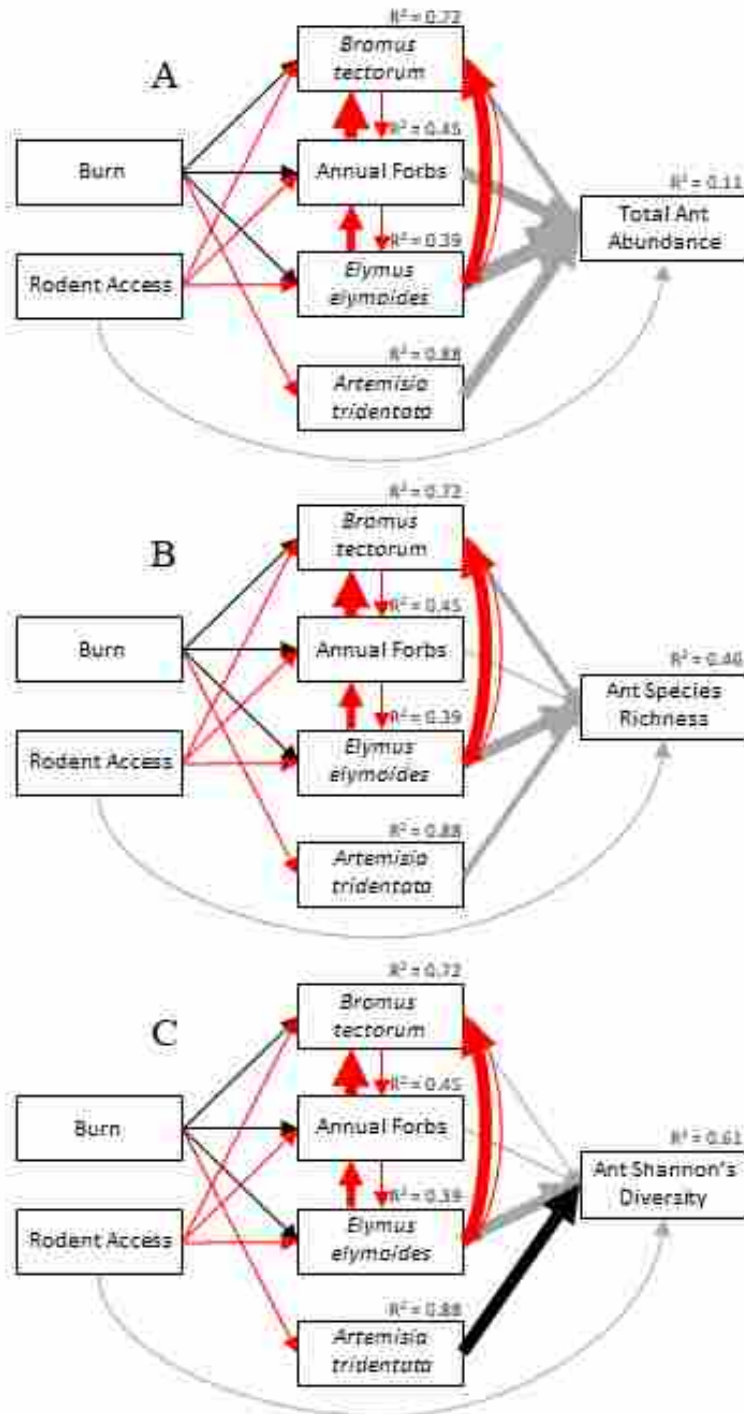 R² = 0.72
Bromus
tectorum
A
R² = 0.45
Burn
Annual Forbs
R² = 0.11
Total Ant
Abundance
R² = 0.39
Rodent Access
Elymus
elymoides
R² = 0.88
Artemisia
tridentata
R² = 0.72
Bromus
tectorum
B
R² = 0.45
Burn
Annual Forbs
R² = 0.46
Ant Species
Richness
R² = 0.39
Rodent Access
Elymus
elymoides
R² = 0.88
Artemisia
tridentata
R² = 0.72
Bromus
tectorum
C
R² = 0.45
Burn
Annual Forbs
R² = 0.61
Ant Shannon's
Diversity
R² = 0.39
Rodent Access
Elymus
elymoides
R² = 0.88
Artemisia
tridentata